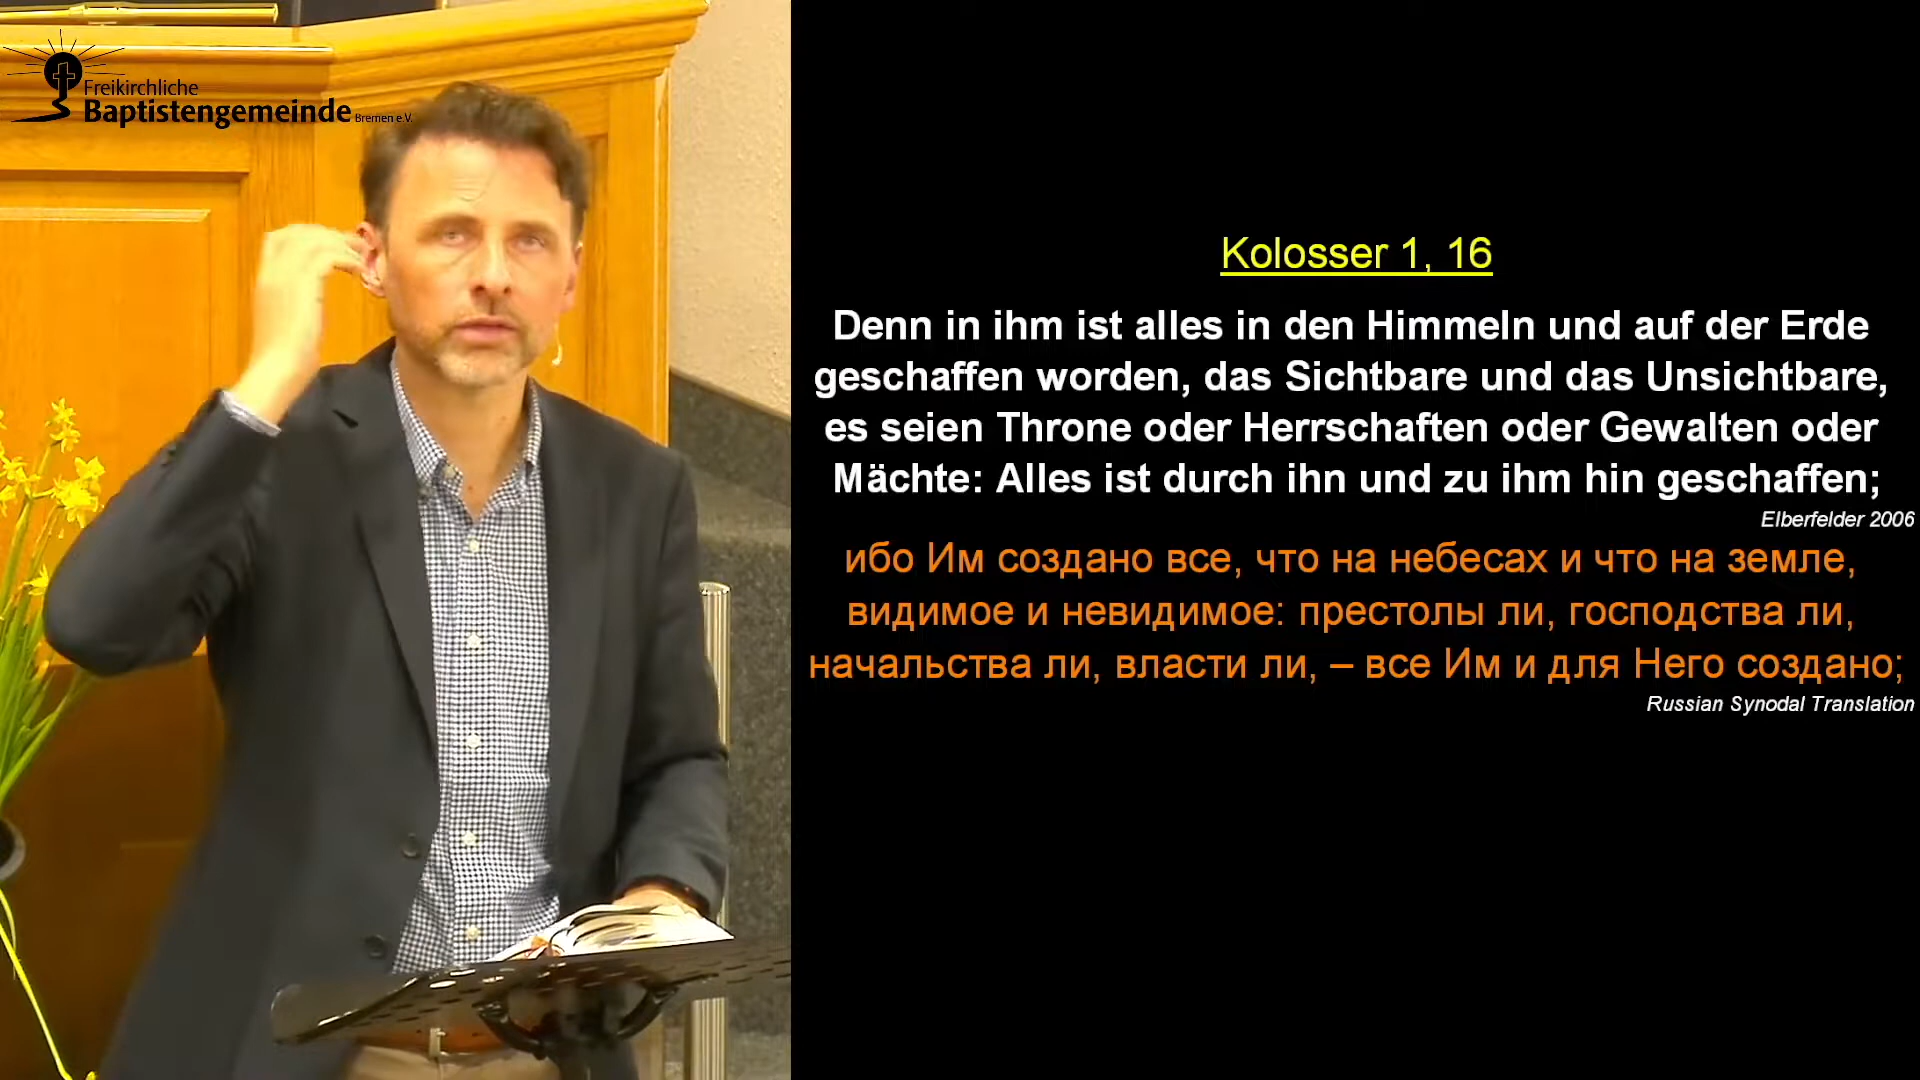 Freikirchliche
Baptistengemeinde Bremen e.V.
Kolosser 1, 16
Denn in ihm ist alles in den Himmeln und auf der Erde
geschaffen worden, das Sichtbare und das Unsichtbare,
es seien Throne oder Herrschaften oder Gewalten oder
Mächte: Alles ist durch ihn und zu ihm hin geschaffen;
Elberfelder 2006
ибо Им создано все, что на небесах и что на земле,
видимое и невидимое: престолы ли, господства ли,
начальства ли, власти ли, – все Им и для Него создано;
Russian Synodal Translation